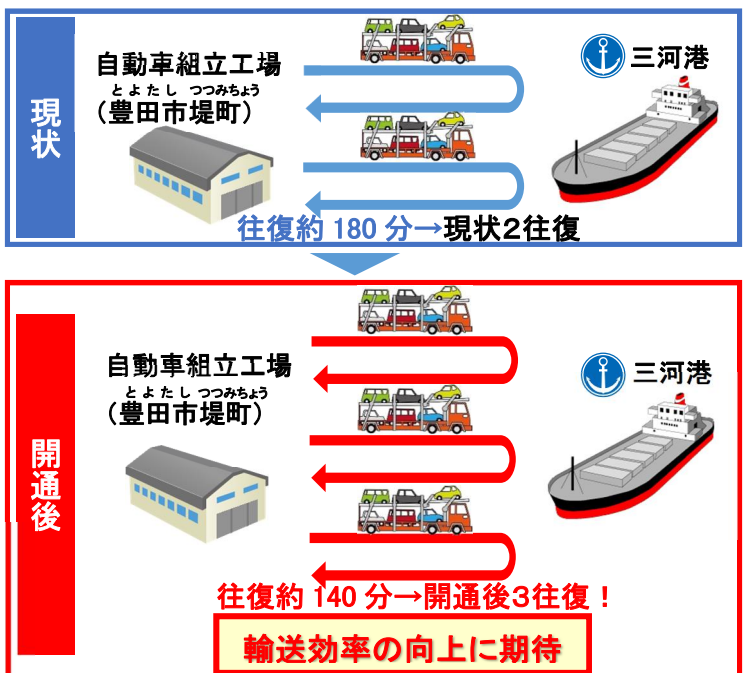 現状
自動車組立工場
とよたし つつみちょう
（豊田市堤町）
三河港
往復約 180 分→現状２往復
開通後
自動車組立工場
とよたし つつみちょう
（豊田市堤町）
三河港
往復約 140 分→開通後３往復！
輸送効率の向上に期待